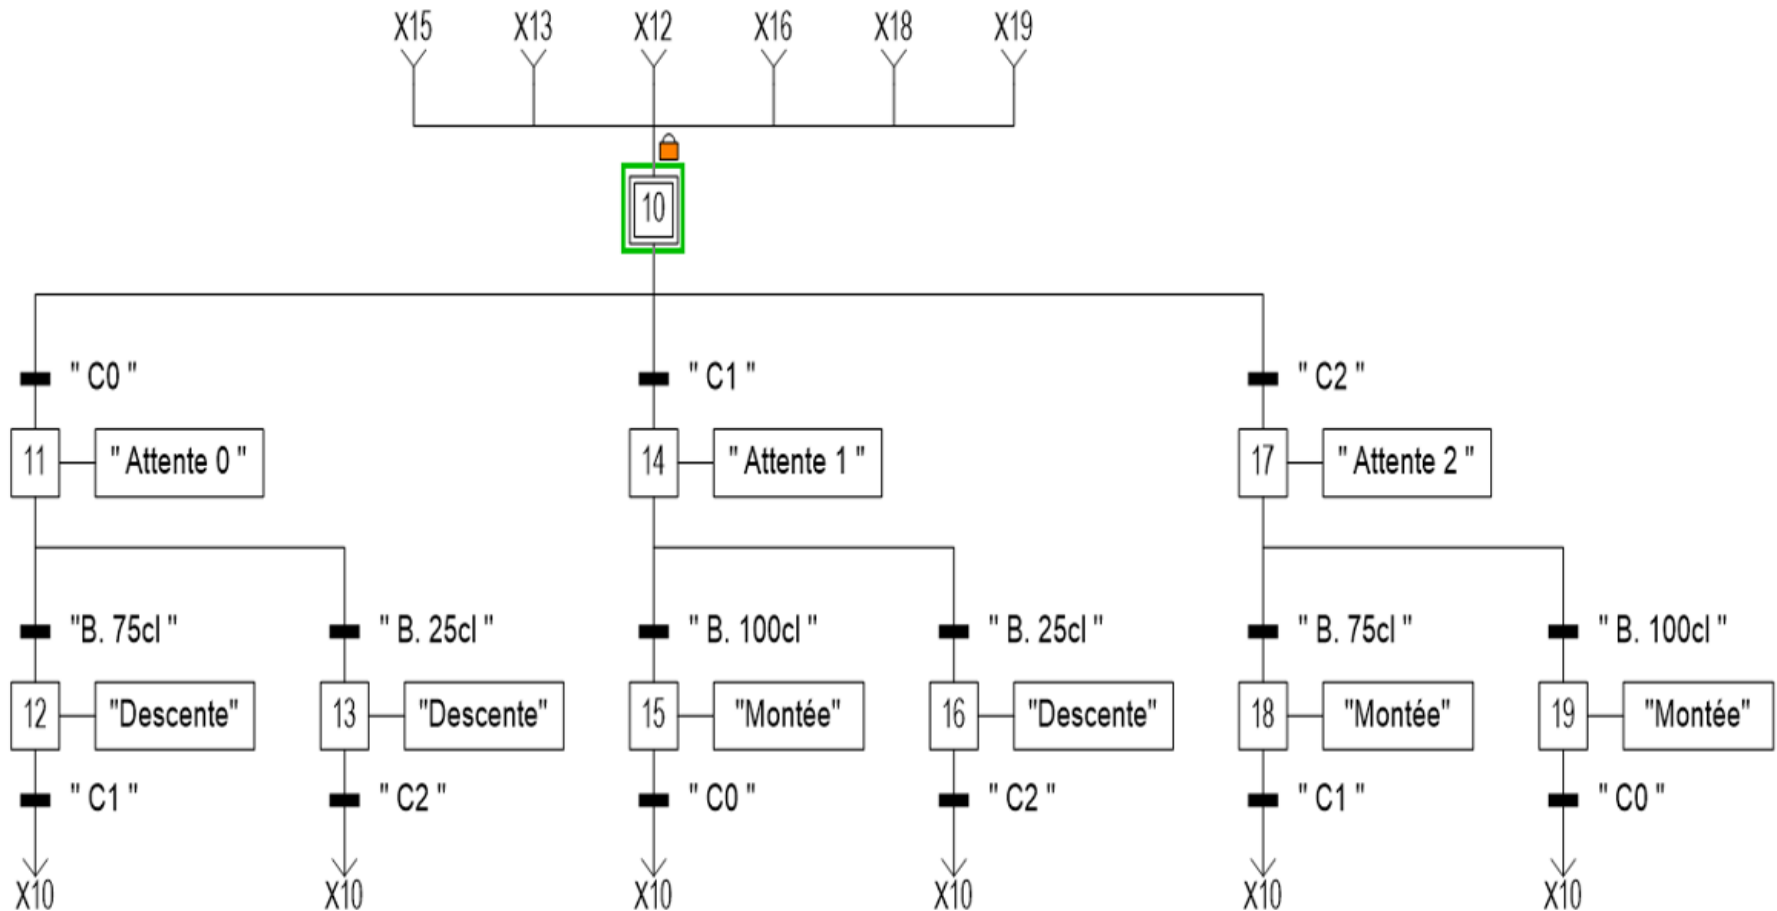 X15 X13 X12 X16 X18 X19
10
" C0 " " C1 " " C2 "
11 " Attente 0 " 14 " Attente 1 " 17 " Attente 2 "
"B. 75cl " " B. 25cl " " B. 100cl " " B. 25cl " " B. 75cl " " B. 100cl "
12 "Descente" 13 "Descente" 15 "Montée" 16 "Descente" 18 "Montée" 19 "Montée"
" C1 " " C2 " " C0 " " C2 " " C1 " " C0 "
X10 X10 X10 X10 X10 X10